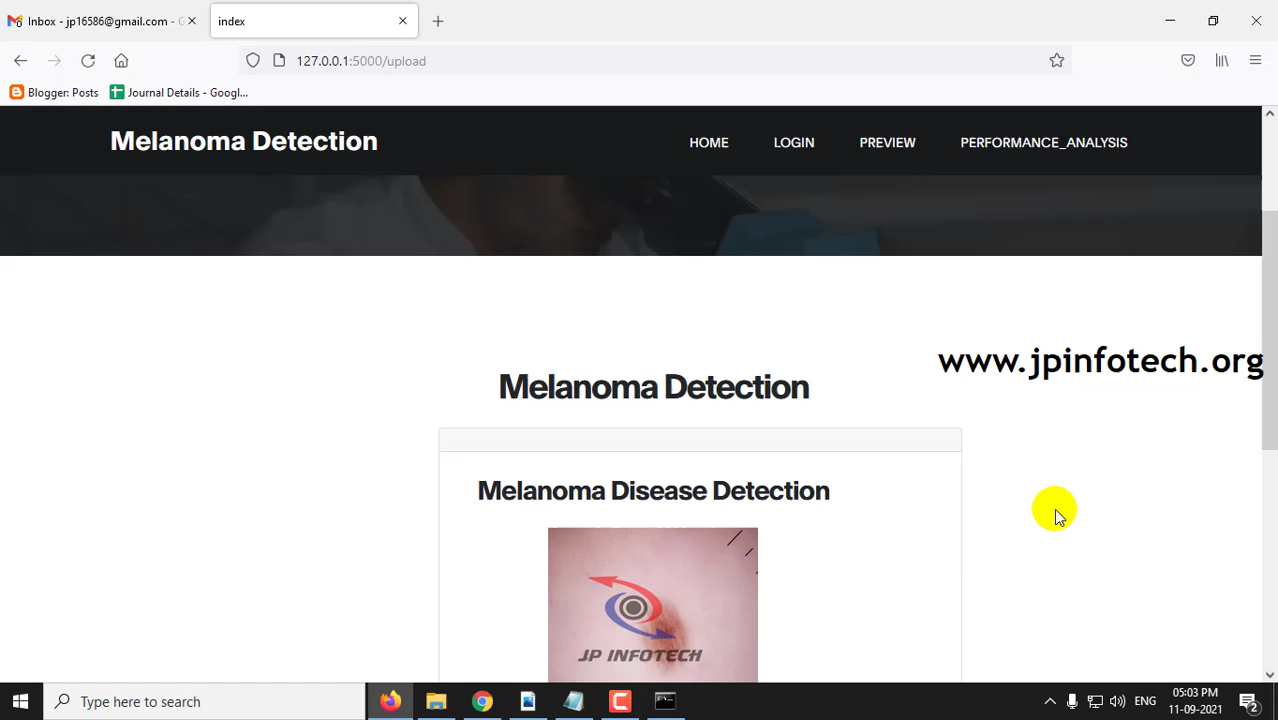 Inbox - jp16586@gmail.com - G
index
127.0.0.1:5000/upload
Blogger: Posts
Journal Details - Googl...
Melanoma Detection
HOME
LOGIN
PREVIEW
PERFORMANCE_ANALYSIS
www.jpinfotech.org
Melanoma Detection
Melanoma Disease Detection
JP INFOTECH
Type here to search
ENG
05:03 PM
11-09-2021
2